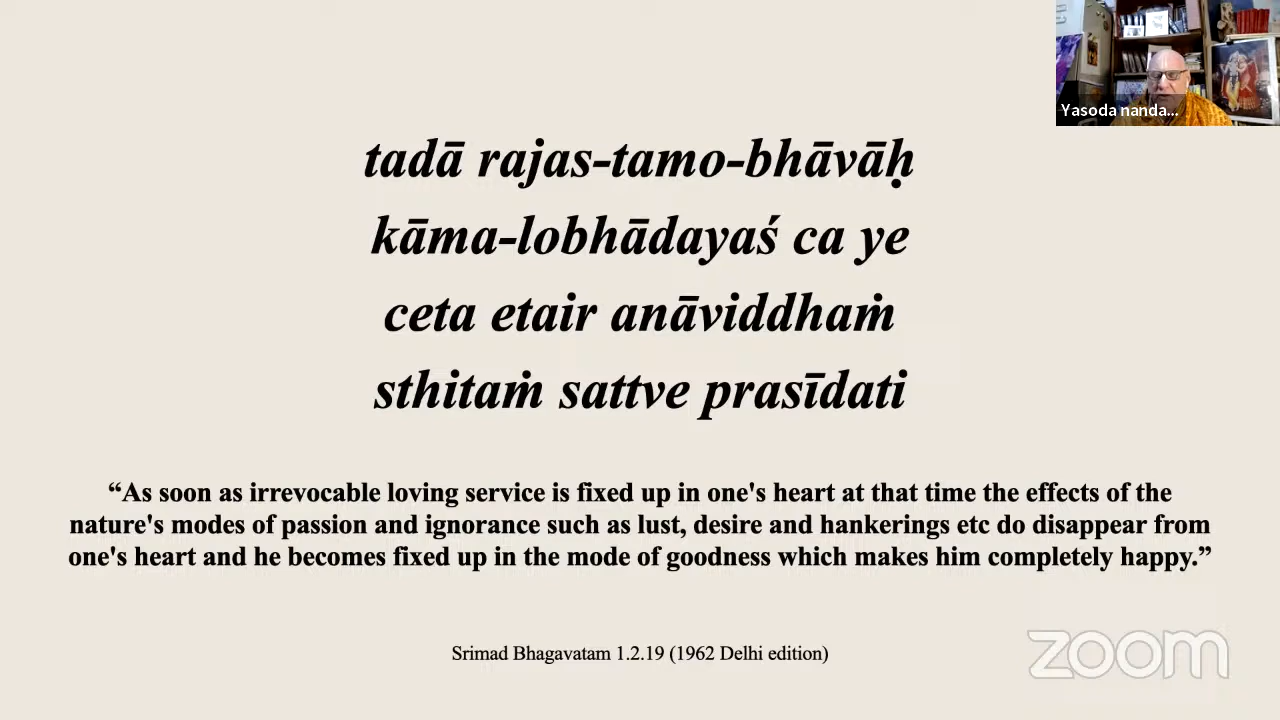 Yasoda nanda...
tadā rajas-tamo-bhāvāḥ
kāma-lobhādayaś ca ye
ceta etair anāviddhaṁ
sthitaṁ sattve prasīdati
“As soon as irrevocable loving service is fixed up in one's heart at that time the effects of the
nature's modes of passion and ignorance such as lust, desire and hankerings etc do disappear from
one's heart and he becomes fixed up in the mode of goodness which makes him completely happy.”
Srimad Bhagavatam 1.2.19 (1962 Delhi edition)
zoom